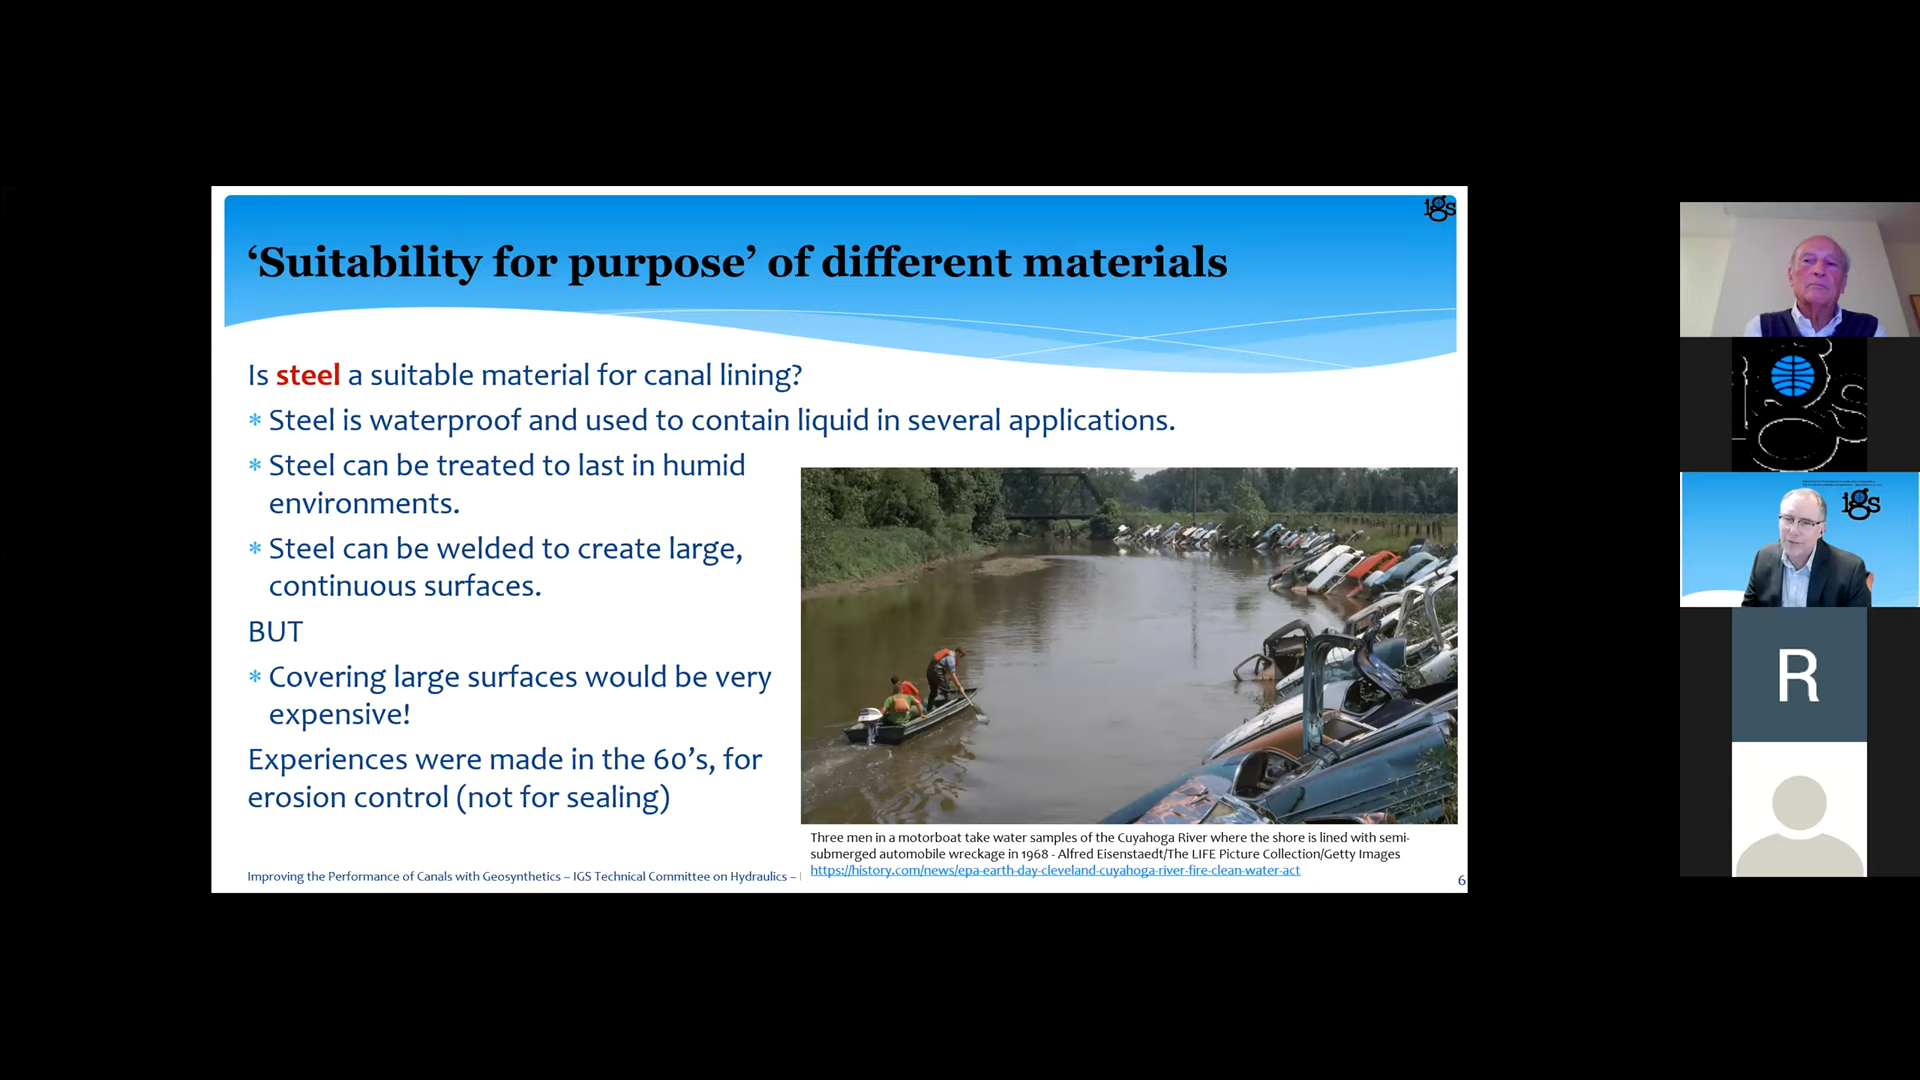 igs
‘Suitability for purpose’ of different materials
Is steel a suitable material for canal lining?
* Steel is waterproof and used to contain liquid in several applications.
* Steel can be treated to last in humid
environments.
* Steel can be welded to create large,
continuous surfaces.
BUT
* Covering large surfaces would be very
expensive!
Experiences were made in the 60’s, for
erosion control (not for sealing)
Three men in a motorboat take water samples of the Cuyahoga River where the shore is lined with semi-
submerged automobile wreckage in 1968 - Alfred Eisenstaedt/The LIFE Picture Collection/Getty Images
https://history.com/news/epa-earth-day-cleveland-cuyahoga-river-fire-clean-water-act
Improving the Performance of Canals with Geosynthetics – IGS Technical Committee on Hydraulics –
6
igs
igs
R